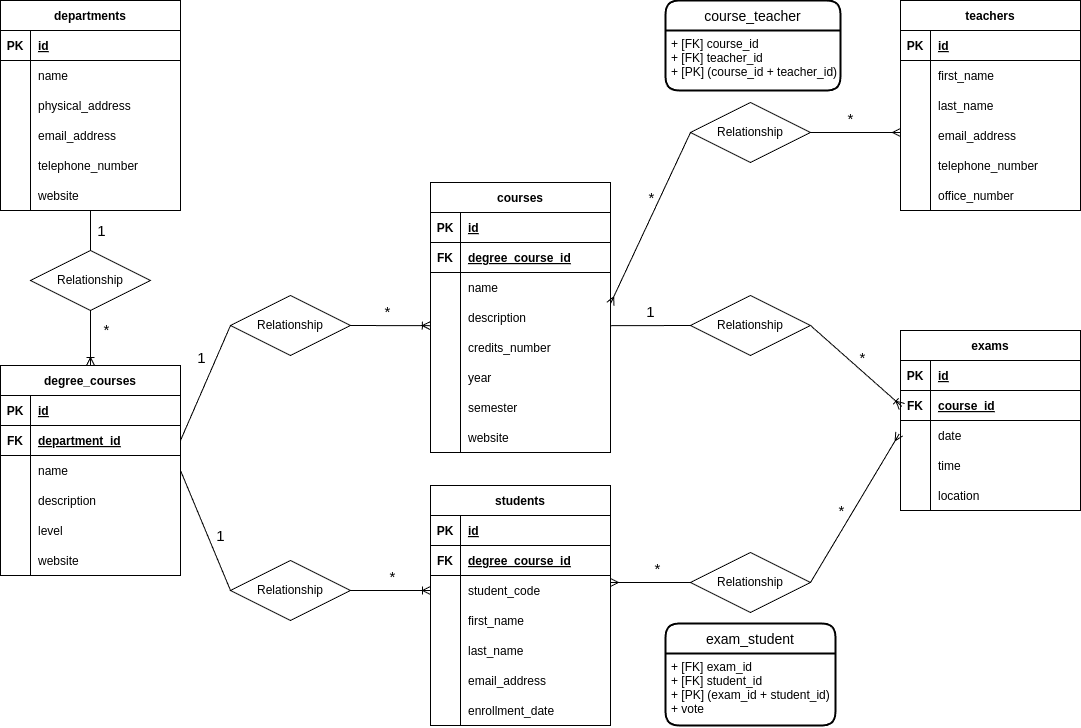 departments
PK id
name
physical_address
email_address
telephone_number
website
1
Relationship
*
degree_courses
PK id
FK department_id
name
description
level
website
1
Relationship
*
1
Relationship
*
courses
PK id
FK degree_course_id
name
description
credits_number
year
semester
website
students
PK id
FK degree_course_id
student_code
first_name
last_name
email_address
enrollment_date
course_teacher
+ [FK] course_id
+ [FK] teacher_id
+ [PK] (course_id + teacher_id)
*
Relationship
*
1
Relationship
*
*
Relationship
*
exam_student
+ [FK] exam_id
+ [FK] student_id
+ [PK] (exam_id + student_id)
+ vote
teachers
PK id
first_name
last_name
email_address
telephone_number
office_number
exams
PK id
FK course_id
date
time
location